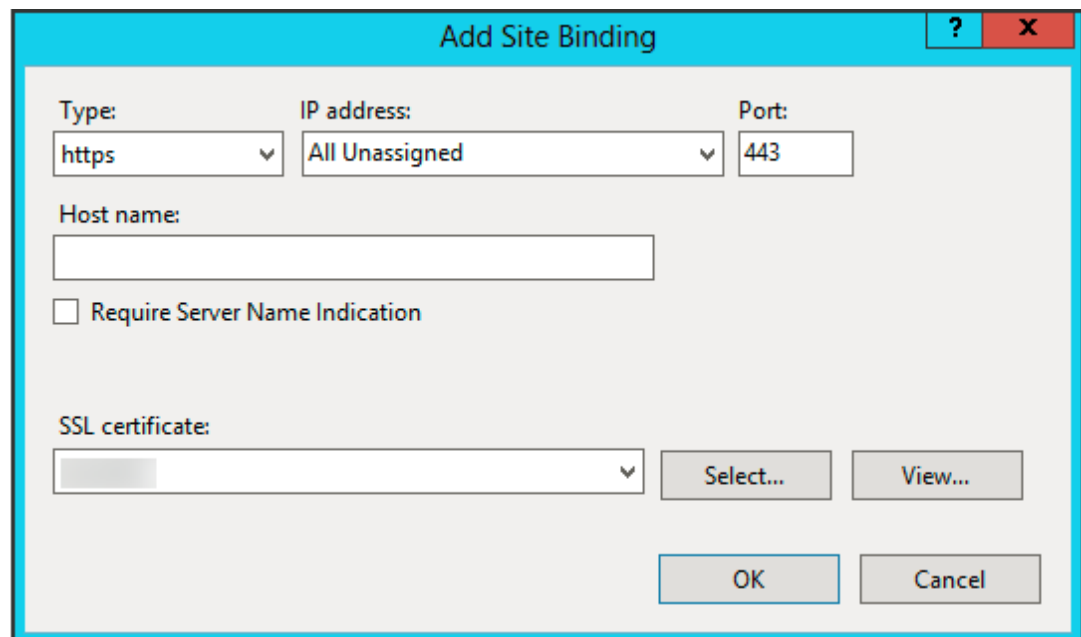 Add Site Binding
? x
Type: IP address: Port:
https All Unassigned 443
Host name:
Require Server Name Indication
SSL certificate:
Select... View...
OK Cancel